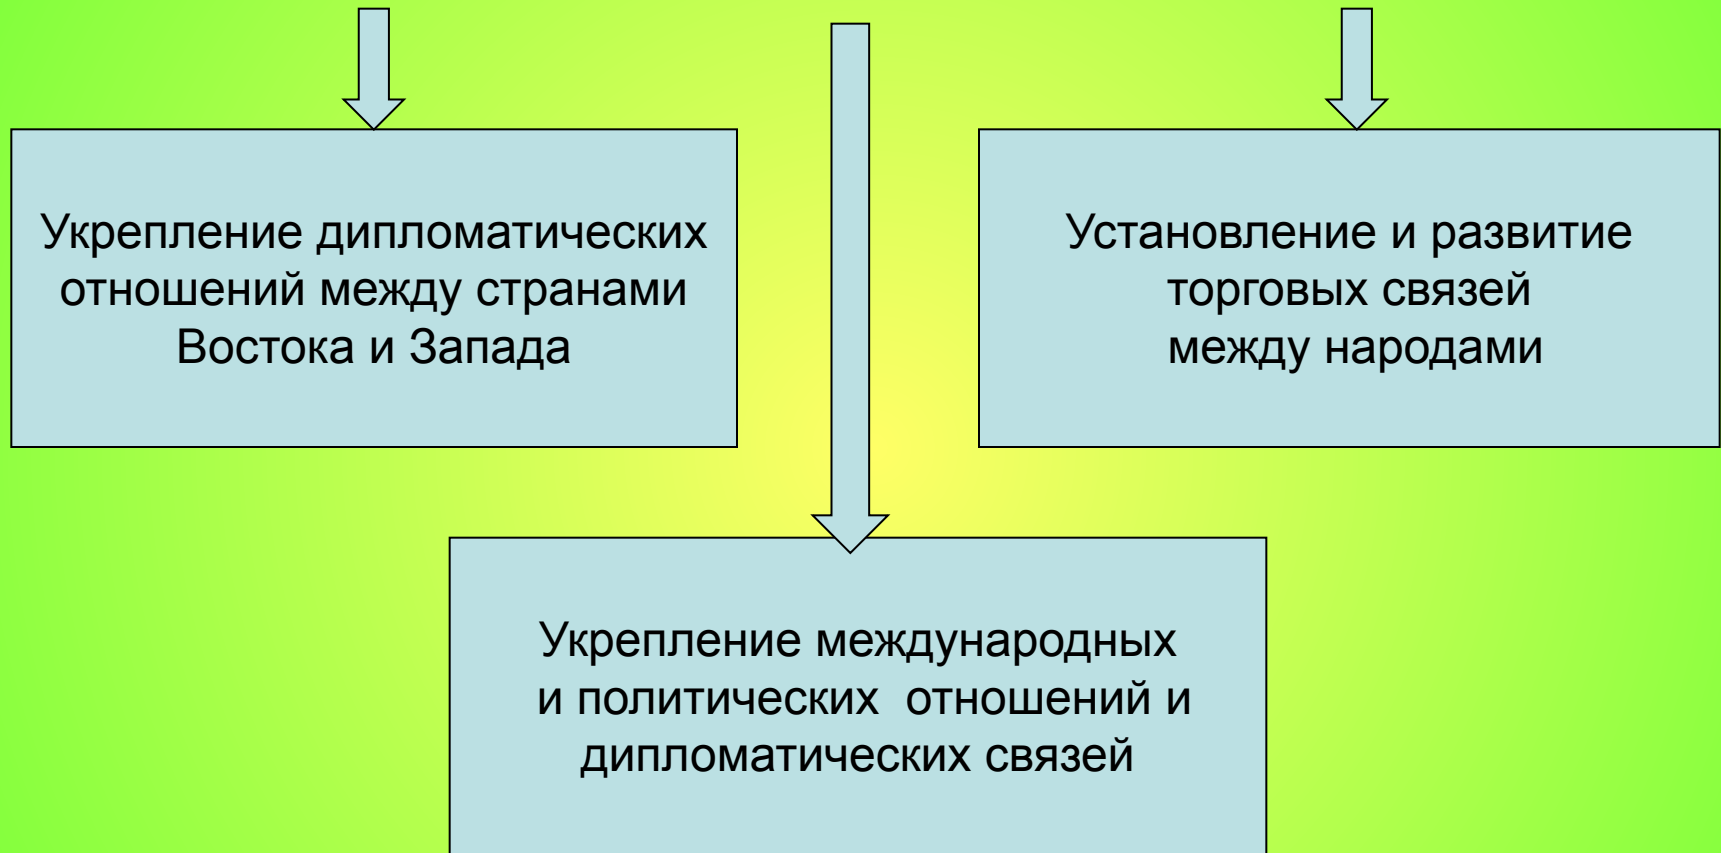 Укрепление дипломатических
отношений между странами
Востока и Запада
Установление и развитие
торговых связей
между народами
Укрепление международных
и политических  отношений и
дипломатических связей